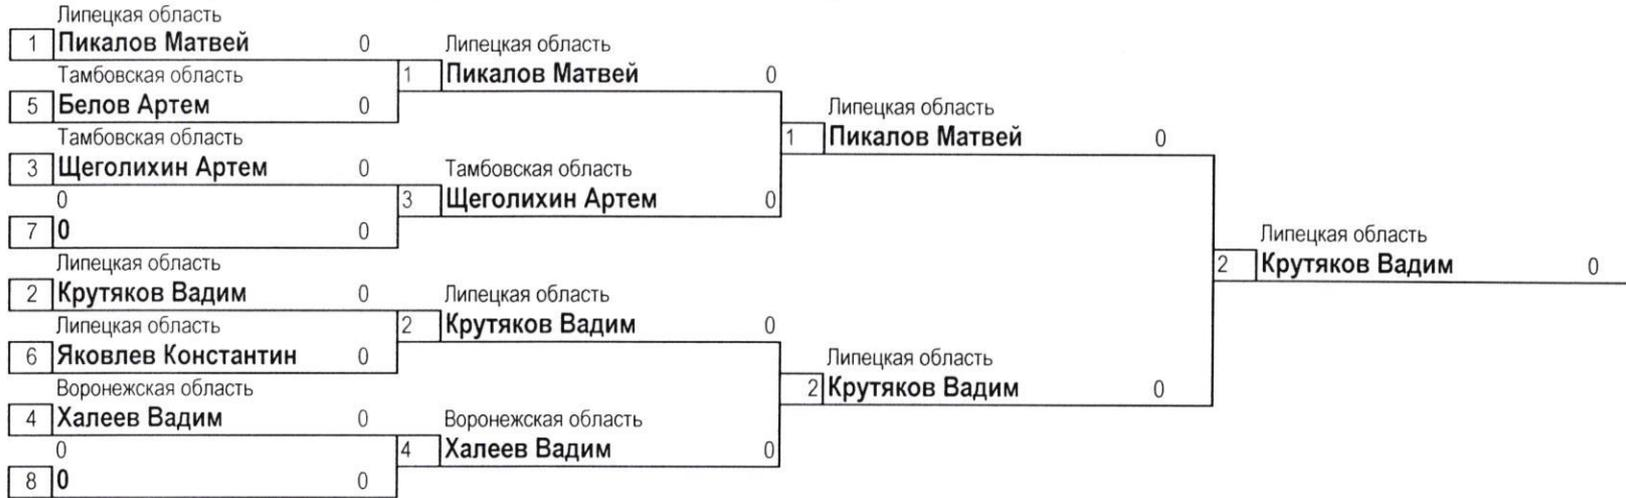 Липецкая область
1 Пикалов Матвей 0
Тамбовская область
5 Белов Артем 0
Тамбовская область
3 Щеголихин Артем 0
0
7 0 0
Липецкая область
2 Крутяков Вадим 0
Липецкая область
6 Яковлев Константин 0
Воронежская область
4 Халеев Вадим 0
0
8 0 0
Липецкая область
1 Пикалов Матвей 0
Тамбовская область
3 Щеголихин Артем 0
Липецкая область
2 Крутяков Вадим 0
Воронежская область
4 Халеев Вадим 0
Липецкая область
1 Пикалов Матвей 0
Липецкая область
2 Крутяков Вадим 0
Липецкая область
2 Крутяков Вадим 0